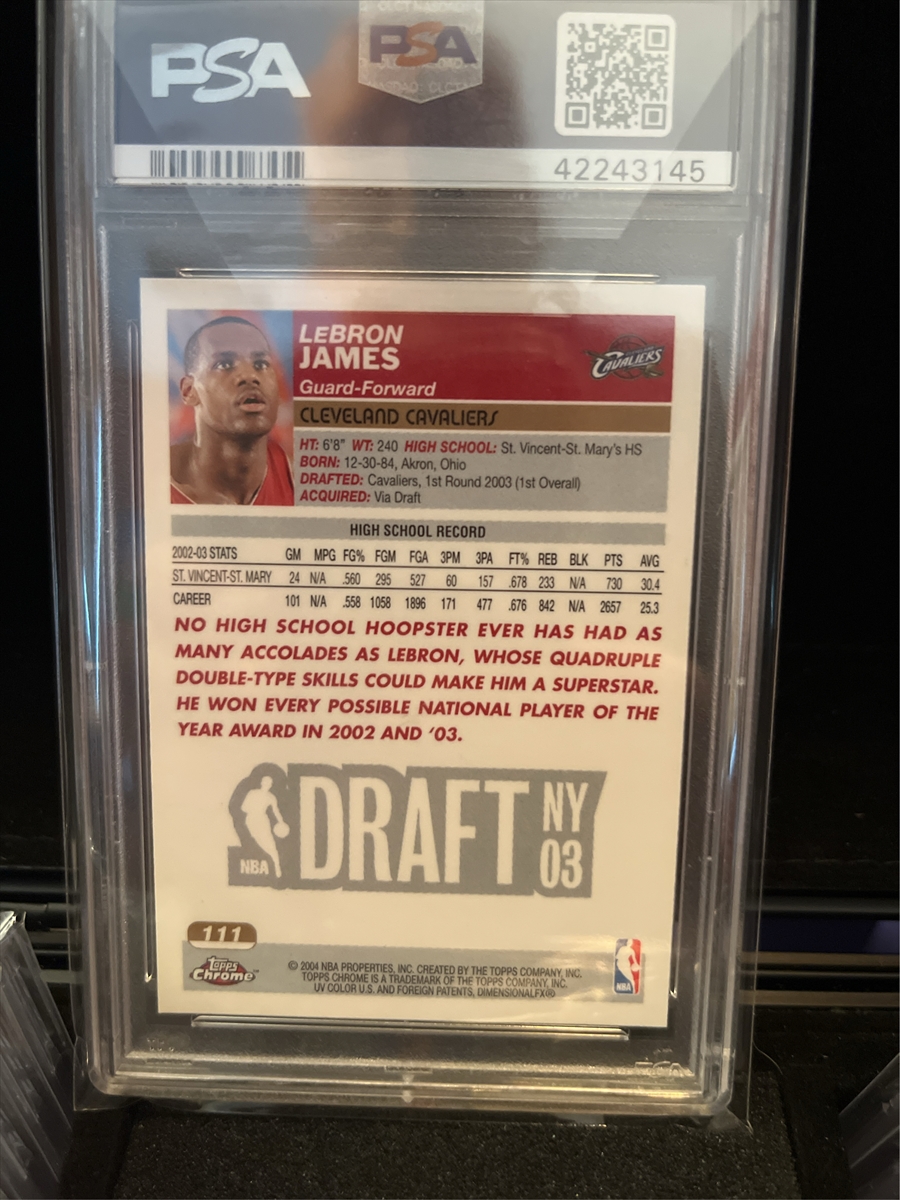 PSA
PSA
42243145
LEBRON
JAMES
Guard-Forward
CAVALIERS
CLEVELAND CAVALIERS
HT: 6'8" WT: 240 HIGH SCHOOL: St. Vincent-St. Mary's HS
BORN: 12-30-84, Akron, Ohio
DRAFTED: Cavaliers, 1st Round 2003 (1st Overall)
ACQUIRED: Via Draft
HIGH SCHOOL RECORD
2002-03 STATS GM MPG FG% FGM FGA 3PM 3PA FT% REB BLK PTS AVG
ST. VINCENT-ST. MARY 24 N/A .560 295 527 60 157 .678 233 N/A 730 30.4
CAREER 101 N/A .558 1058 1896 171 477 .676 842 N/A 2657 25.3
NO HIGH SCHOOL HOOPSTER EVER HAS HAD AS
MANY ACCOLADES AS LEBRON, WHOSE QUADRUPLE
DOUBLE-TYPE SKILLS COULD MAKE HIM A SUPERSTAR.
HE WON EVERY POSSIBLE NATIONAL PLAYER OF THE
YEAR AWARD IN 2002 AND '03.
NBA DRAFT NY 03
111
Topps Chrome™
© 2004 NBA PROPERTIES, INC. CREATED BY THE TOPPS COMPANY, INC.
TOPPS CHROME IS A TRADEMARK OF THE TOPPS COMPANY, INC.
UV COLOR U.S. AND FOREIGN PATENTS, DIMENSIONALFX®
NBA